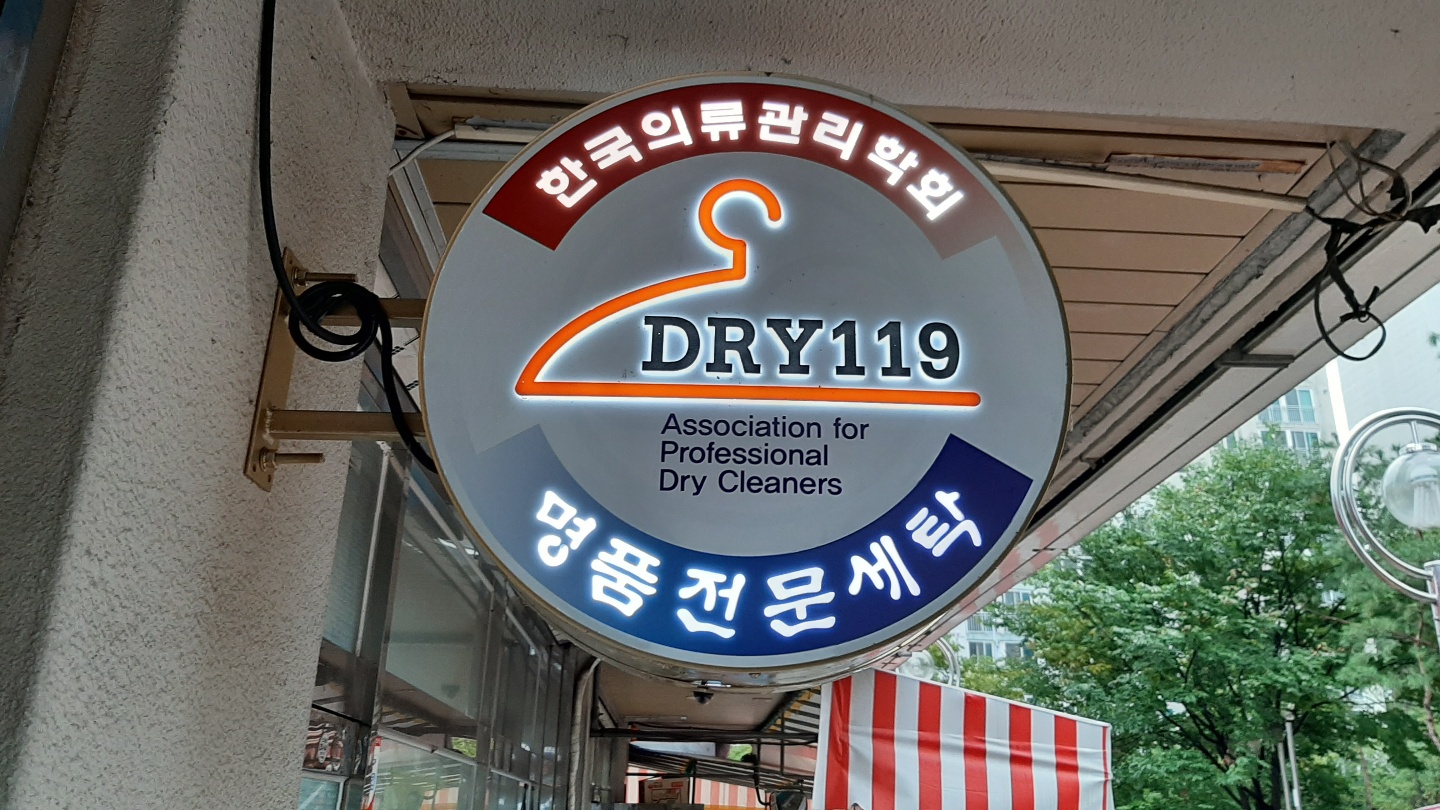 한국의류관리학회
DRY119
Association for
Professional
Dry Cleaners
명품전문세탁